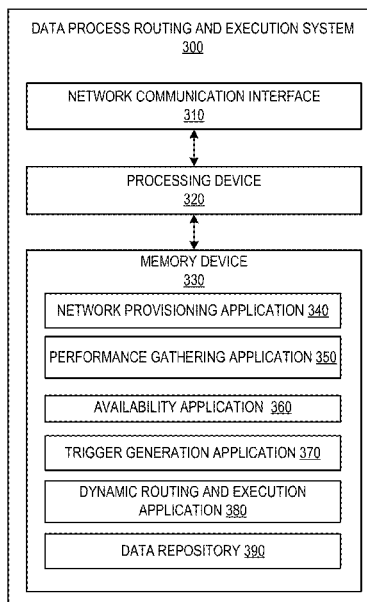 DATA PROCESS ROUTING AND EXECUTION SYSTEM
300
NETWORK COMMUNICATION INTERFACE
310
PROCESSING DEVICE
320
MEMORY DEVICE
330
NETWORK PROVISIONING APPLICATION 340
PERFORMANCE GATHERING APPLICATION 350
AVAILABILITY APPLICATION 360
TRIGGER GENERATION APPLICATION 370
DYNAMIC ROUTING AND EXECUTION
APPLICATION 380
DATA REPOSITORY 390